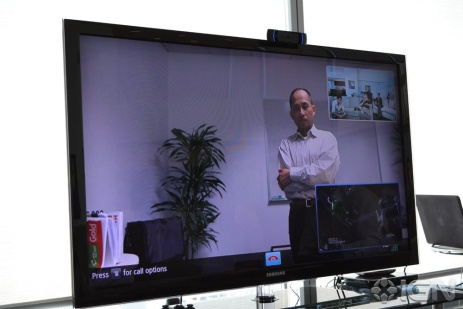 Gold
Press for call options
SAMSUNG
IGN